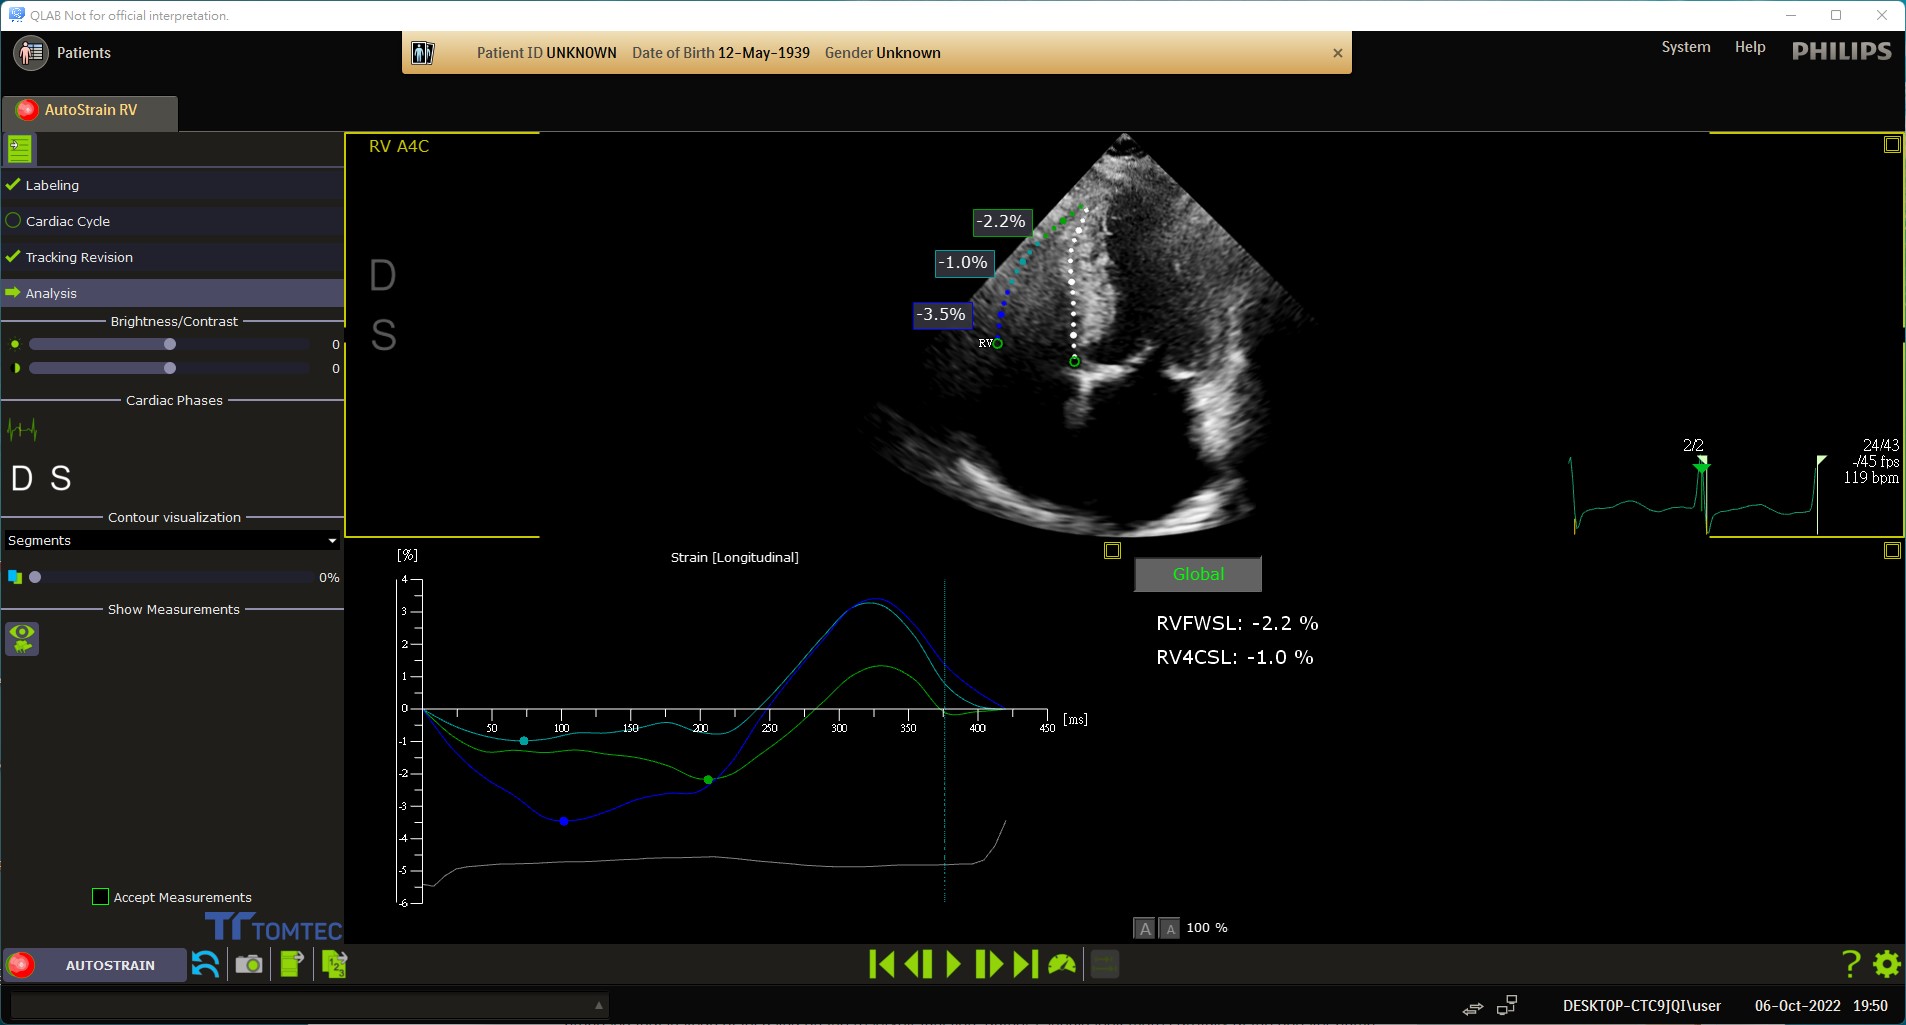 QLAB Not for official interpretation.
Patients
Patient ID UNKNOWN Date of Birth 12-May-1939 Gender Unknown
System Help PHILIPS
AutoStrain RV
RV A4C
Labeling
Cardiac Cycle
Tracking Revision
Analysis
Brightness/Contrast
0
0
Cardiac Phases
D S
Contour visualization
Segments
0%
Show Measurements
Accept Measurements
TOMTEC
D
S
-2.2%
-1.0%
-3.5%
RV
2/2
24/43
-/45 fps
119 bpm
[%]
Strain [Longitudinal]
4
3
2
1
0
-1
-2
-3
-4
-5
-6
50 100 150 200 250 300 350 400 450 [ms]
Global
RVFWSL: -2.2 %
RV4CSL: -1.0 %
A A 100 %
AUTOSTRAIN
1 2 3
?
DESKTOP-CTC9JQI\user 06-Oct-2022 19:50